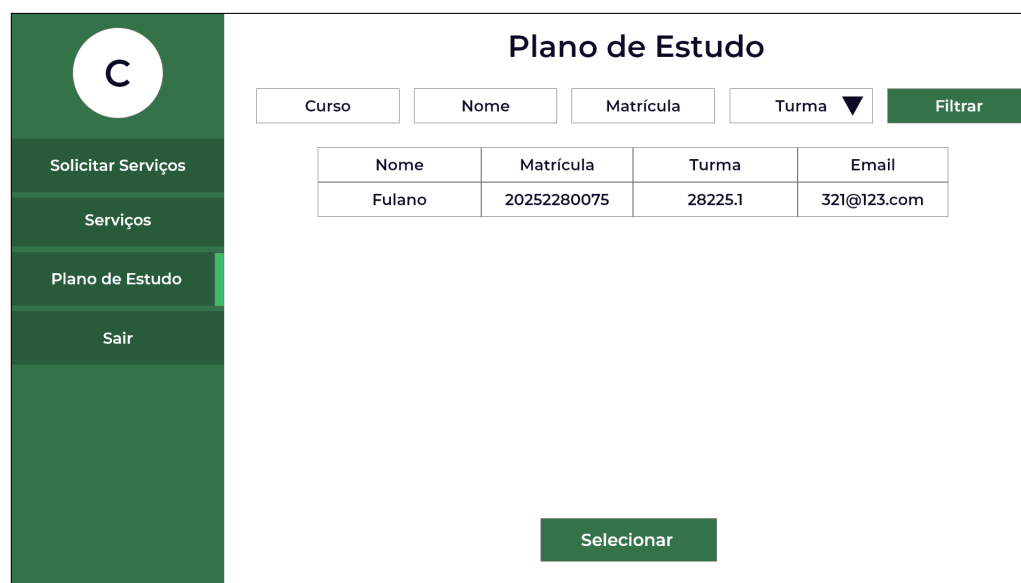 C
Solicitar Serviços
Serviços
Plano de Estudo
Sair
Plano de Estudo
Curso Nome Matrícula Turma Filtrar
Nome Matrícula Turma Email
Fulano 20252280075 28225.1 321@123.com
Selecionar